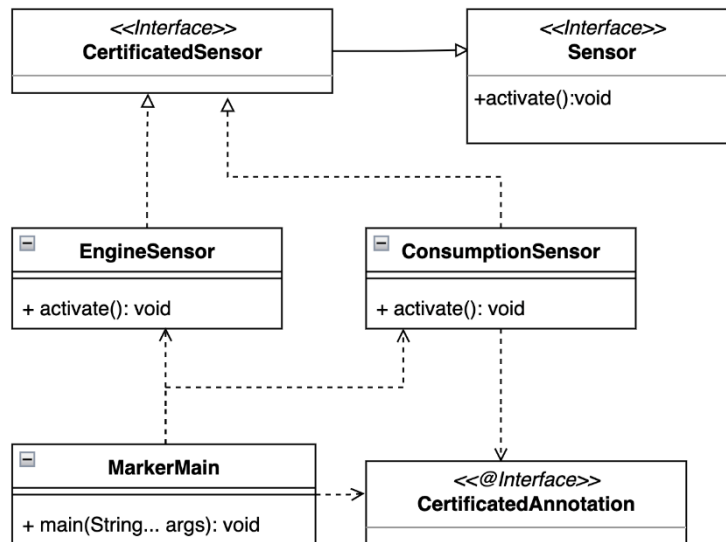 <<Interface>>
CertificatedSensor
<<Interface>>
Sensor
+activate():void
EngineSensor
+ activate(): void
ConsumptionSensor
+ activate(): void
MarkerMain
+ main(String... args): void
<<@Interface>>
CertificatedAnnotation